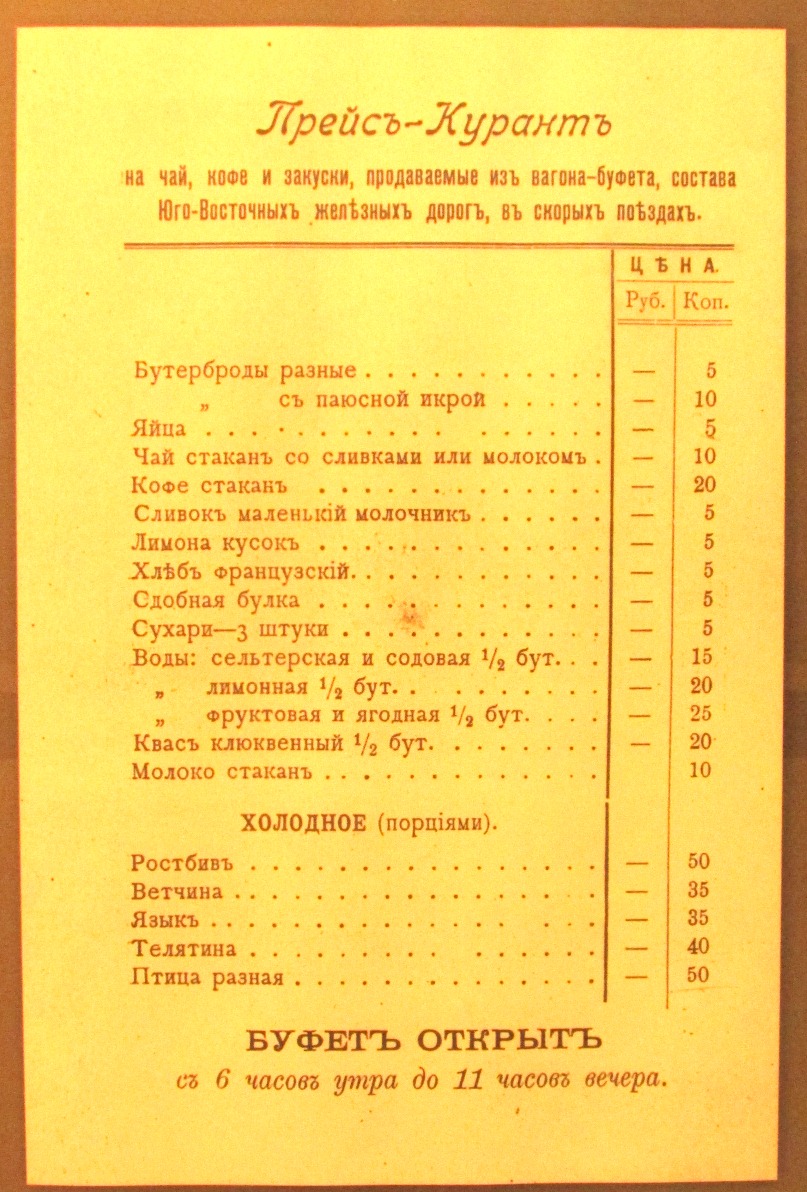 Прейсъ-Курантъ
на чай, кофе и закуски, продаваемые изъ вагона-буфета, состава
Юго-Восточныхъ желѣзныхъ дорогъ, въ скорыхъ поѣздахъ.
ЦѢНА.
Руб. Коп.
Бутерброды разные . . . . . . . . . . . — 5
„ съ паюсной икрой . . . . . — 10
Яйца . . . . . . . . . . . . . . . — 5
Чай стаканъ со сливками или молокомъ . — 10
Кофе стаканъ . . . . . . . . . . . . . — 20
Сливокъ маленькій молочникъ . . . . . . — 5
Лимона кусокъ . . . . . . . . . . . . . — 5
Хлѣбъ французскій. . . . . . . . . . . — 5
Сдобная булка . . . . . . . . . . . . . — 5
Сухари—3 штуки . . . . . . . . . . . . — 5
Воды: сельтерская и содовая 1/2 бут. . . — 15
„ лимонная 1/2 бут. . . . . . . . . — 20
„ фруктовая и ягодная 1/2 бут. . . . — 25
Квасъ клюквенный 1/2 бут. . . . . . . . — 20
Молоко стаканъ . . . . . . . . . . . . . 10
ХОЛОДНОЕ (порціями).
Ростбивъ . . . . . . . . . . . . . . . . — 50
Ветчина . . . . . . . . . . . . . . . . . — 35
Языкъ . . . . . . . . . . . . . . . . . — 35
Телятина . . . . . . . . . . . . . . . — 40
Птица разная . . . . . . . . . . . . . . — 50
БУФЕТЪ ОТКРЫТЪ
съ 6 часовъ утра до 11 часовъ вечера.